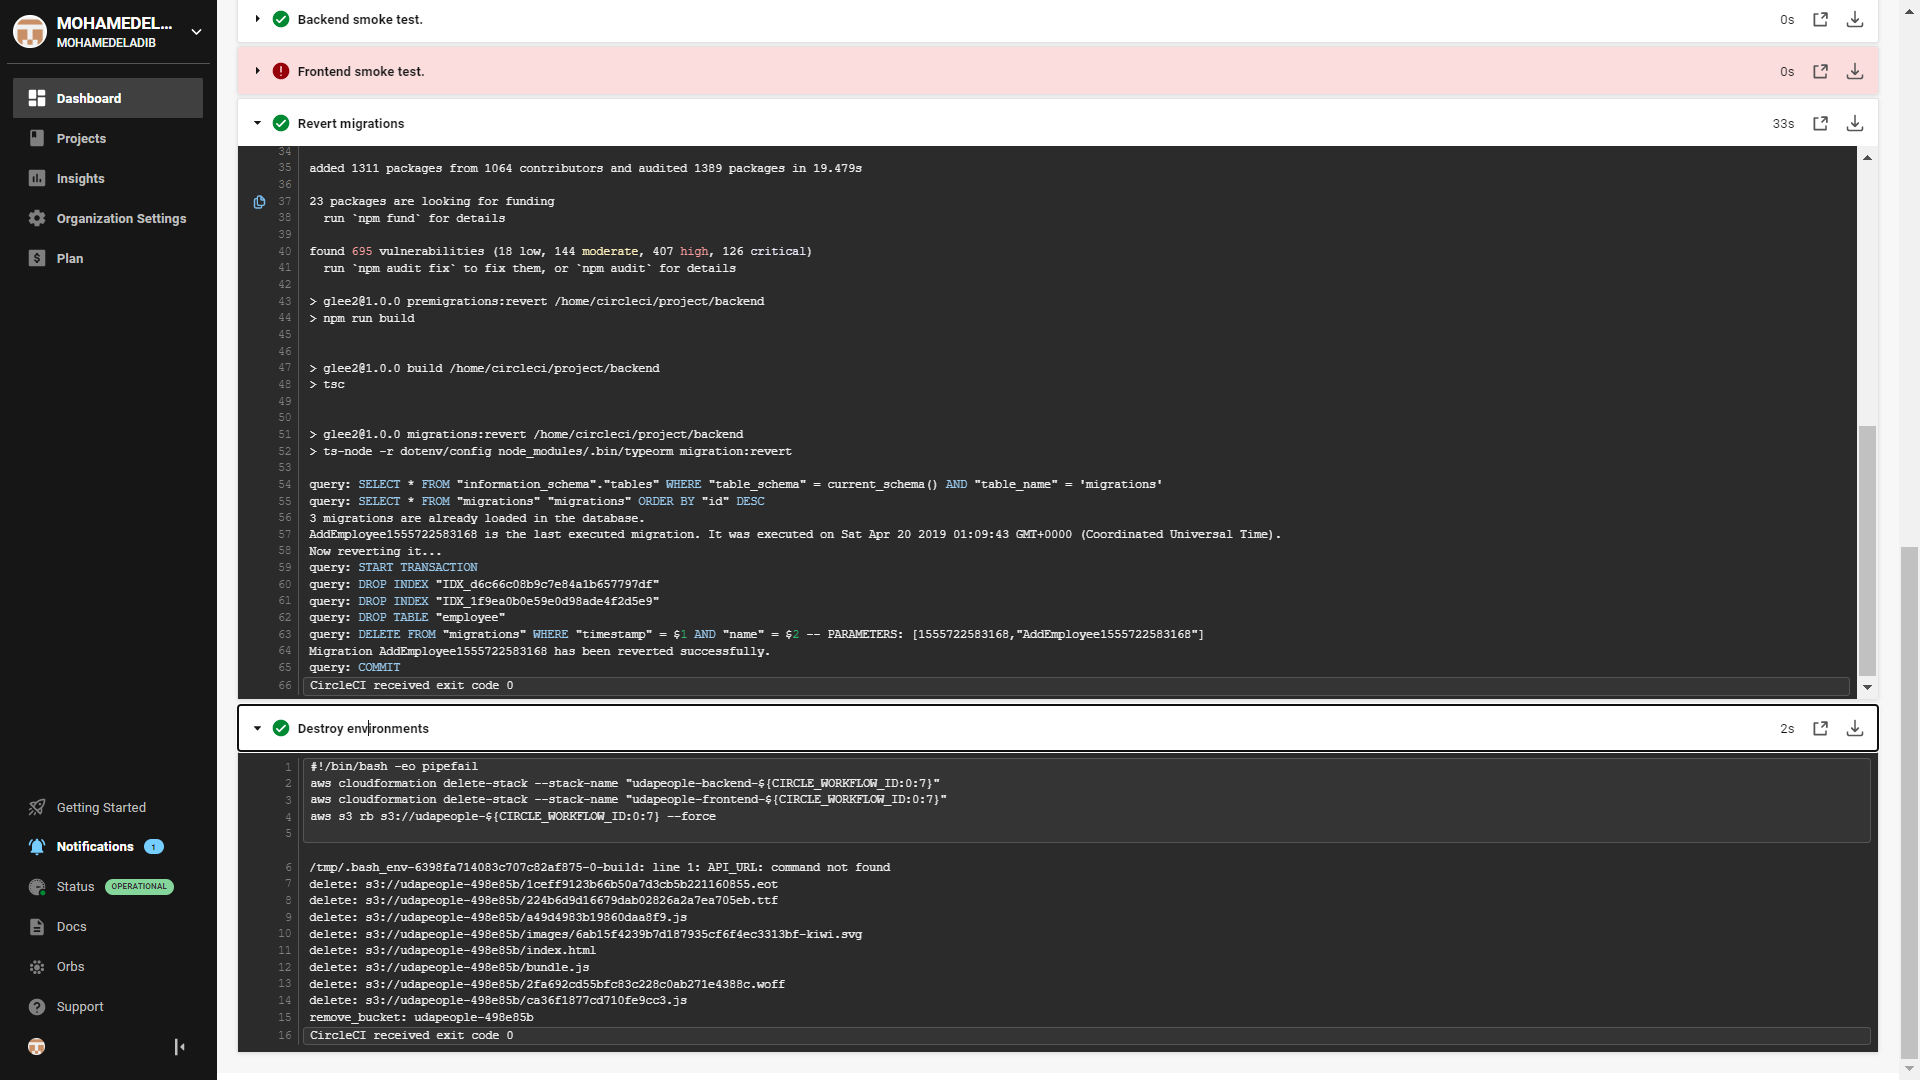 MOHAMEDEL...
MOHAMEDELADIB
Dashboard
Projects
Insights
Organization Settings
Plan
Getting Started
Notifications 1
Status OPERATIONAL
Docs
Orbs
Support
Backend smoke test. 0s
Frontend smoke test. 0s
Revert migrations 33s
34
35 added 1311 packages from 1064 contributors and audited 1389 packages in 19.479s
36
37 23 packages are looking for funding
38 run `npm fund` for details
39
40 found 695 vulnerabilities (18 low, 144 moderate, 407 high, 126 critical)
41 run `npm audit fix` to fix them, or `npm audit` for details
42
43 > glee2@1.0.0 premigrations:revert /home/circleci/project/backend
44 > npm run build
45
46
47 > glee2@1.0.0 build /home/circleci/project/backend
48 > tsc
49
50
51 > glee2@1.0.0 migrations:revert /home/circleci/project/backend
52 > ts-node -r dotenv/config node_modules/.bin/typeorm migration:revert
53
54 query: SELECT * FROM "information_schema"."tables" WHERE "table_schema" = current_schema() AND "table_name" = 'migrations'
55 query: SELECT * FROM "migrations" "migrations" ORDER BY "id" DESC
56 3 migrations are already loaded in the database.
57 AddEmployee1555722583168 is the last executed migration. It was executed on Sat Apr 20 2019 01:09:43 GMT+0000 (Coordinated Universal Time).
58 Now reverting it...
59 query: START TRANSACTION
60 query: DROP INDEX "IDX_d6c66c08b9c7e84a1b657797df"
61 query: DROP INDEX "IDX_1f9ea0b0e59e0d98ade4f2d5e9"
62 query: DROP TABLE "employee"
63 query: DELETE FROM "migrations" WHERE "timestamp" = $1 AND "name" = $2 -- PARAMETERS: [1555722583168,"AddEmployee1555722583168"]
64 Migration AddEmployee1555722583168 has been reverted successfully.
65 query: COMMIT
66 CircleCI received exit code 0
Destroy environments 2s
1 #!/bin/bash -eo pipefail
2 aws cloudformation delete-stack --stack-name "udapeople-backend-${CIRCLE_WORKFLOW_ID:0:7}"
3 aws cloudformation delete-stack --stack-name "udapeople-frontend-${CIRCLE_WORKFLOW_ID:0:7}"
4 aws s3 rb s3://udapeople-${CIRCLE_WORKFLOW_ID:0:7} --force
5
6 /tmp/.bash_env-6398fa714083c707c82af875-0-build: line 1: API_URL: command not found
7 delete: s3://udapeople-498e85b/1ceff9123b66b50a7d3cb5b221160855.eot
8 delete: s3://udapeople-498e85b/224b6d9d16679dab02826a2a7ea705eb.ttf
9 delete: s3://udapeople-498e85b/a49d4983b19860daa8f9.js
10 delete: s3://udapeople-498e85b/images/6ab15f4239b7d187935cf6f4ec3313bf-kiwi.svg
11 delete: s3://udapeople-498e85b/index.html
12 delete: s3://udapeople-498e85b/bundle.js
13 delete: s3://udapeople-498e85b/2fa692cd55bfc83c228c0ab271e4388c.woff
14 delete: s3://udapeople-498e85b/ca36f1877cd710fe9cc3.js
15 remove_bucket: udapeople-498e85b
16 CircleCI received exit code 0